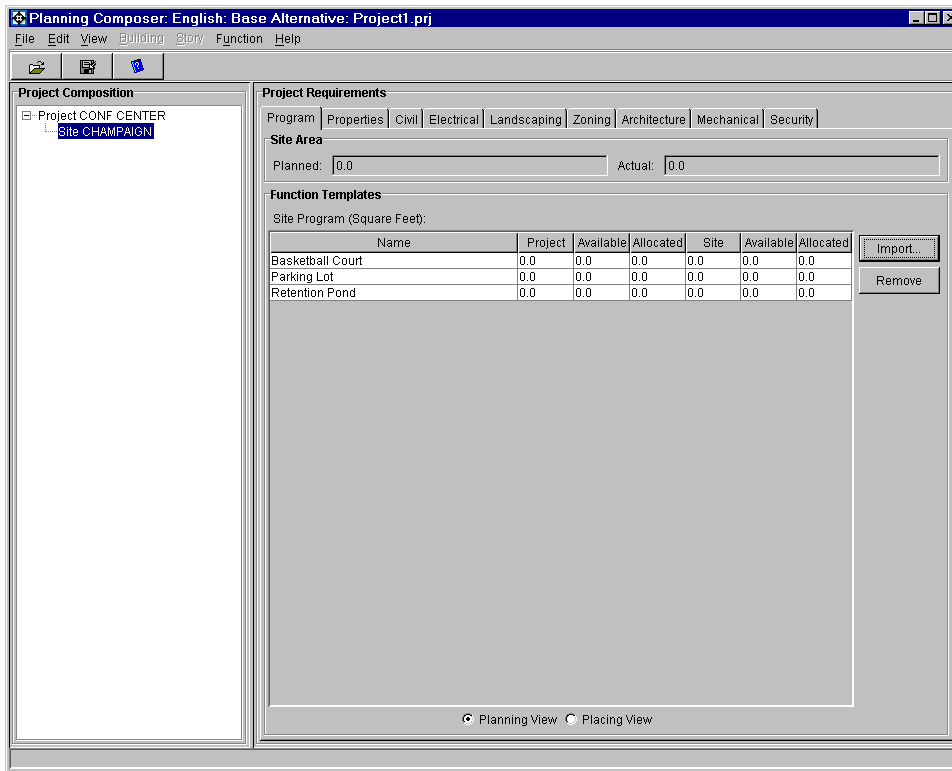 Planning Composer: English: Base Alternative: Project1.prj
File Edit View Building Story Function Help
Project Composition
Project CONF CENTER
Site CHAMPAIGN
Project Requirements
Program Properties Civil Electrical Landscaping Zoning Architecture Mechanical Security
Site Area
Planned: 0.0 Actual: 0.0
Function Templates
Site Program (Square Feet):
Name Project Available Allocated Site Available Allocated
Basketball Court 0.0 0.0 0.0 0.0 0.0 0.0
Parking Lot 0.0 0.0 0.0 0.0 0.0 0.0
Retention Pond 0.0 0.0 0.0 0.0 0.0 0.0
Import...
Remove
Planning View Placing View